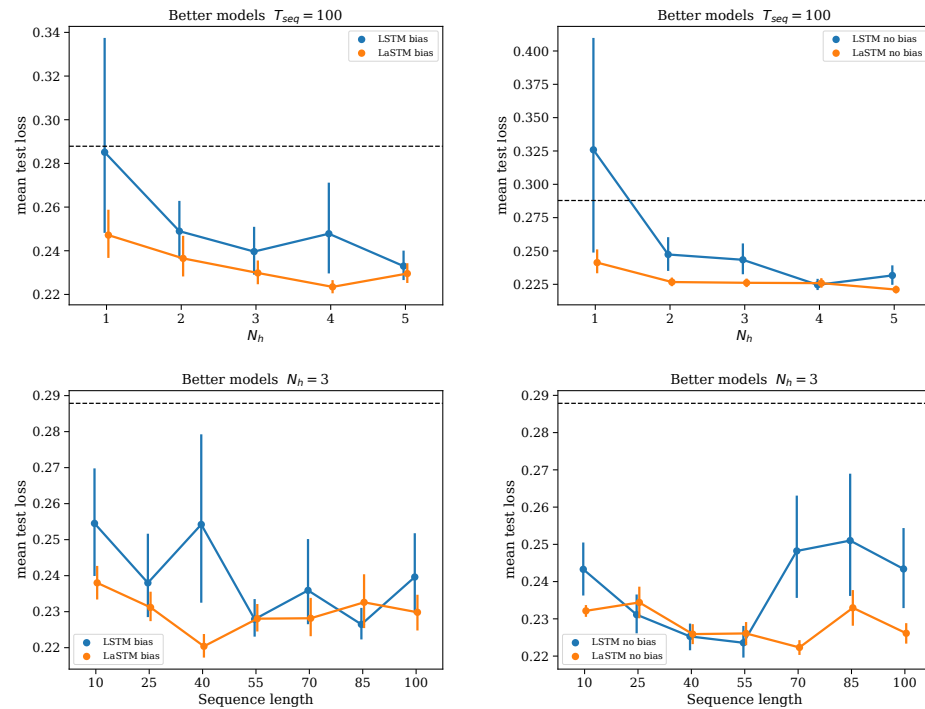 Better models T_seq = 100
LSTM bias
LaSTM bias
0.34
0.32
0.30
0.28
0.26
0.24
0.22
mean test loss
1 2 3 4 5
N_h
Better models T_seq = 100
LSTM no bias
LaSTM no bias
0.400
0.375
0.350
0.325
0.300
0.275
0.250
0.225
mean test loss
1 2 3 4 5
N_h
Better models N_h = 3
0.29
0.28
0.27
0.26
0.25
0.24
0.23
0.22
mean test loss
LSTM bias
LaSTM bias
10 25 40 55 70 85 100
Sequence length
Better models N_h = 3
0.29
0.28
0.27
0.26
0.25
0.24
0.23
0.22
mean test loss
LSTM no bias
LaSTM no bias
10 25 40 55 70 85 100
Sequence length